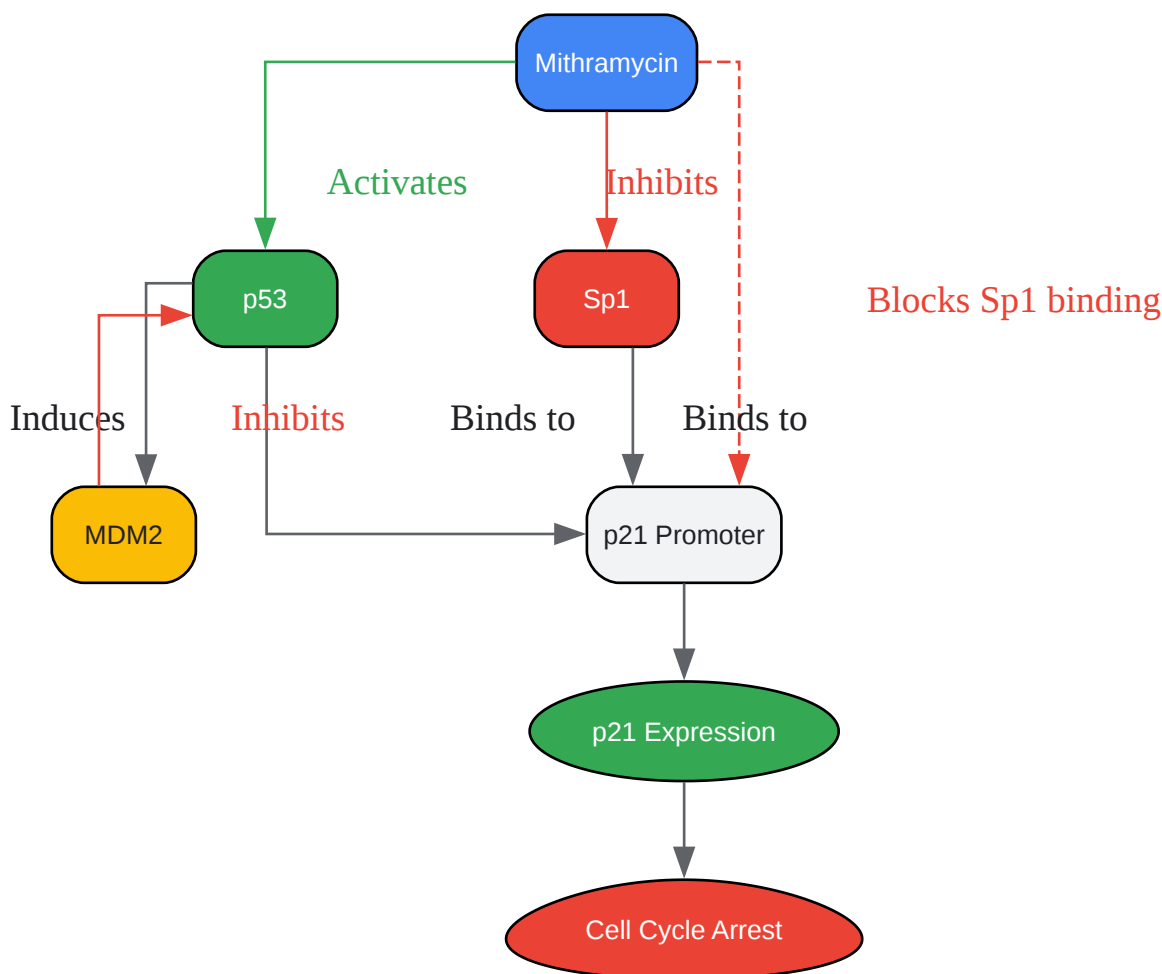 Mithramycin
Activates
Inhibits
p53
Sp1
Blocks Sp1 binding
Induces
Inhibits
Binds to
Binds to
MDM2
p21 Promoter
p21 Expression
Cell Cycle Arrest